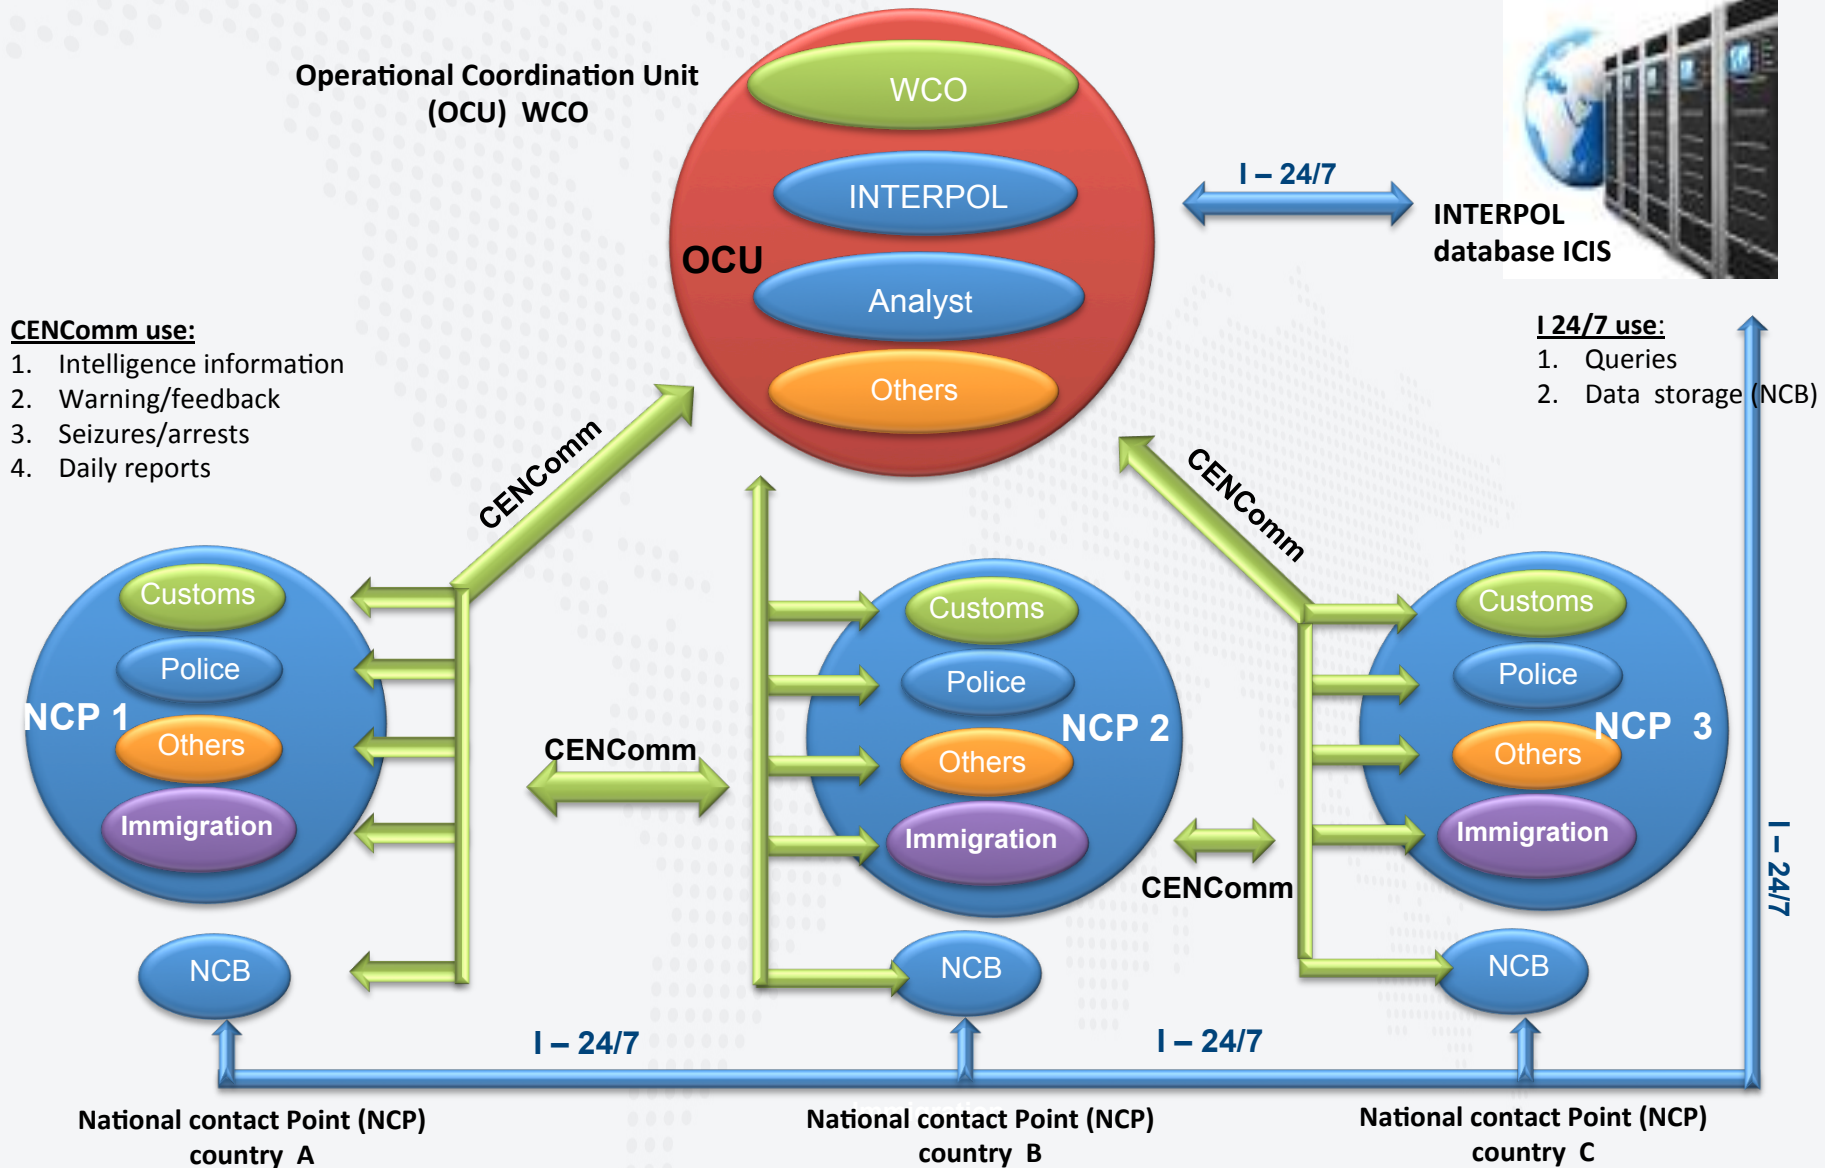 Operational Coordination Unit
(OCU) WCO
WCO
INTERPOL
OCU
Analyst
Others
I – 24/7
INTERPOL
database ICIS
CENComm use:
1. Intelligence information
2. Warning/feedback
3. Seizures/arrests
4. Daily reports
I 24/7 use:
1. Queries
2. Data storage (NCB)
CENComm
CENComm
Customs
Police
NCP 1
Others
Immigration
NCB
CENComm
Customs
Police
NCP 2
Others
Immigration
NCB
CENComm
Customs
Police
NCP 3
Others
Immigration
NCB
I – 24/7
I – 24/7
I – 24/7
National contact Point (NCP)
country A
National contact Point (NCP)
country B
National contact Point (NCP)
country C